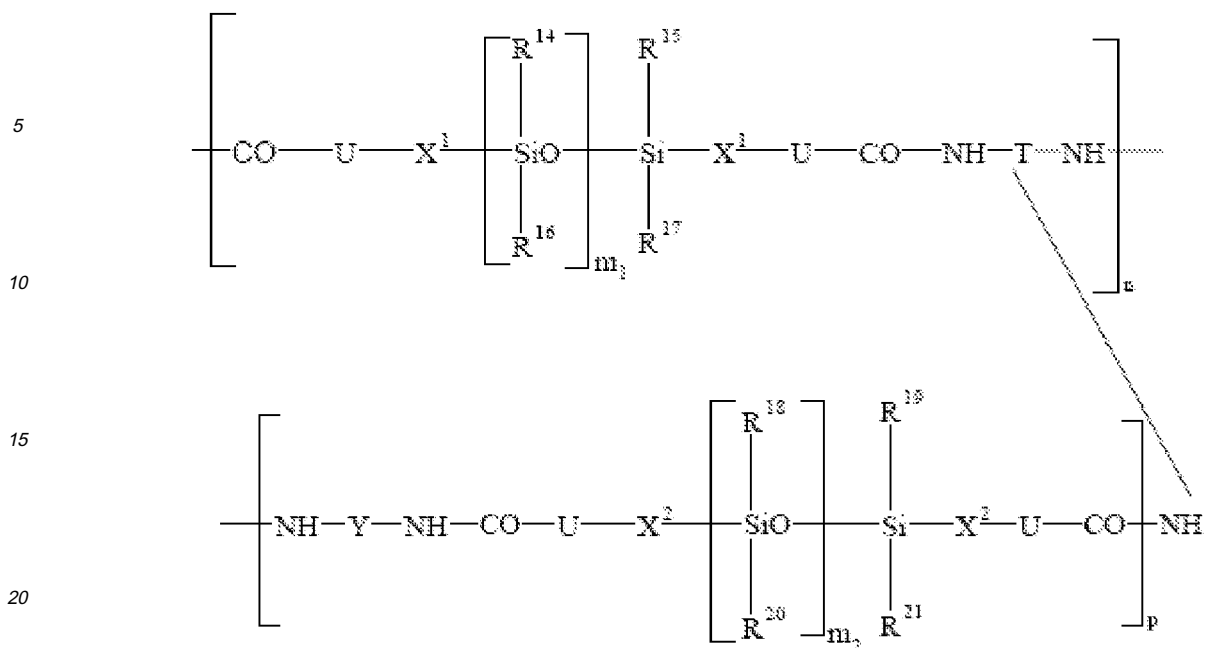 R¹⁴ R¹⁵
5
CO U X¹ SiO Si X¹ U CO NH T NH
R¹⁶ R¹⁷
m₁
10
n
R¹⁸ R¹⁹
15
NH Y NH CO U X² SiO Si X² U CO NH
20
R²⁰ R²¹
m₂ p